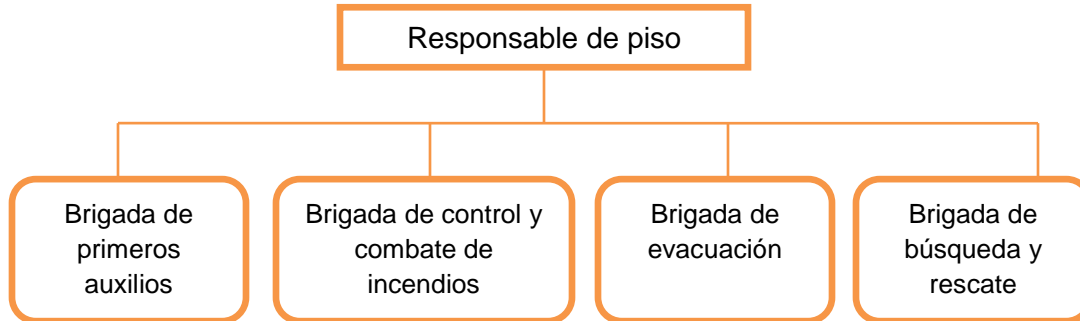 Responsable de piso
Brigada de
primeros
auxilios
Brigada de control y
combate de
incendios
Brigada de
evacuación
Brigada de
búsqueda y
rescate